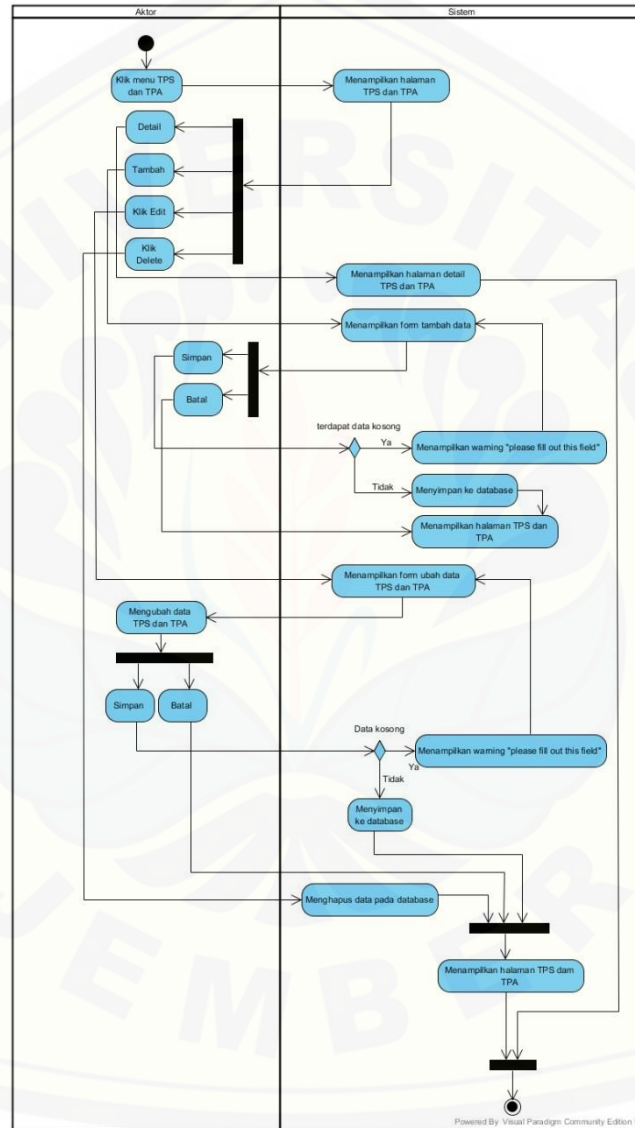 Aktor
Sistem
Klik menu TPS
dan TPA
Menampilkan halaman
TPS dan TPA
Detail
Tambah
Klik Edit
Klik
Delete
Menampilkan halaman detail
TPS dan TPA
Menampilkan form tambah data
Simpan
Batal
terdapat data kosong
Ya
Menampilkan warning "please fill out this field"
Tidak
Menyimpan ke database
Menampilkan halaman TPS dan
TPA
Menampilkan form ubah data
TPS dan TPA
Mengubah data
TPS dan TPA
Simpan
Batal
Data kosong
Ya
Menampilkan warning "please fill out this field"
Tidak
Menyimpan
ke database
Menghapus data pada database
Menampilkan halaman TPS dam
TPA
Powered By Visual Paradigm Community Edition
UNIVERSITAS
JEMBER